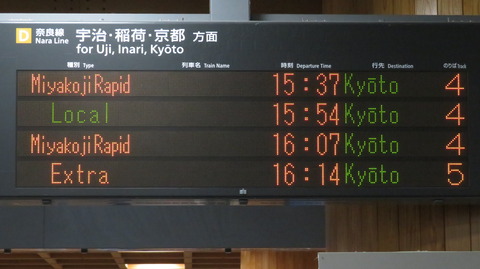 D 奈良線 宇治・稲荷・京都 方面
Nara Line for Uji, Inari, Kyōto
種別 Type 列車名 Train Name 時刻 Departure Time 行先 Destination のりば Track
Miyakoji Rapid 15:37 Kyōto 4
Local 15:54 Kyōto 4
Miyakoji Rapid 16:07 Kyōto 4
Extra 16:14 Kyōto 5